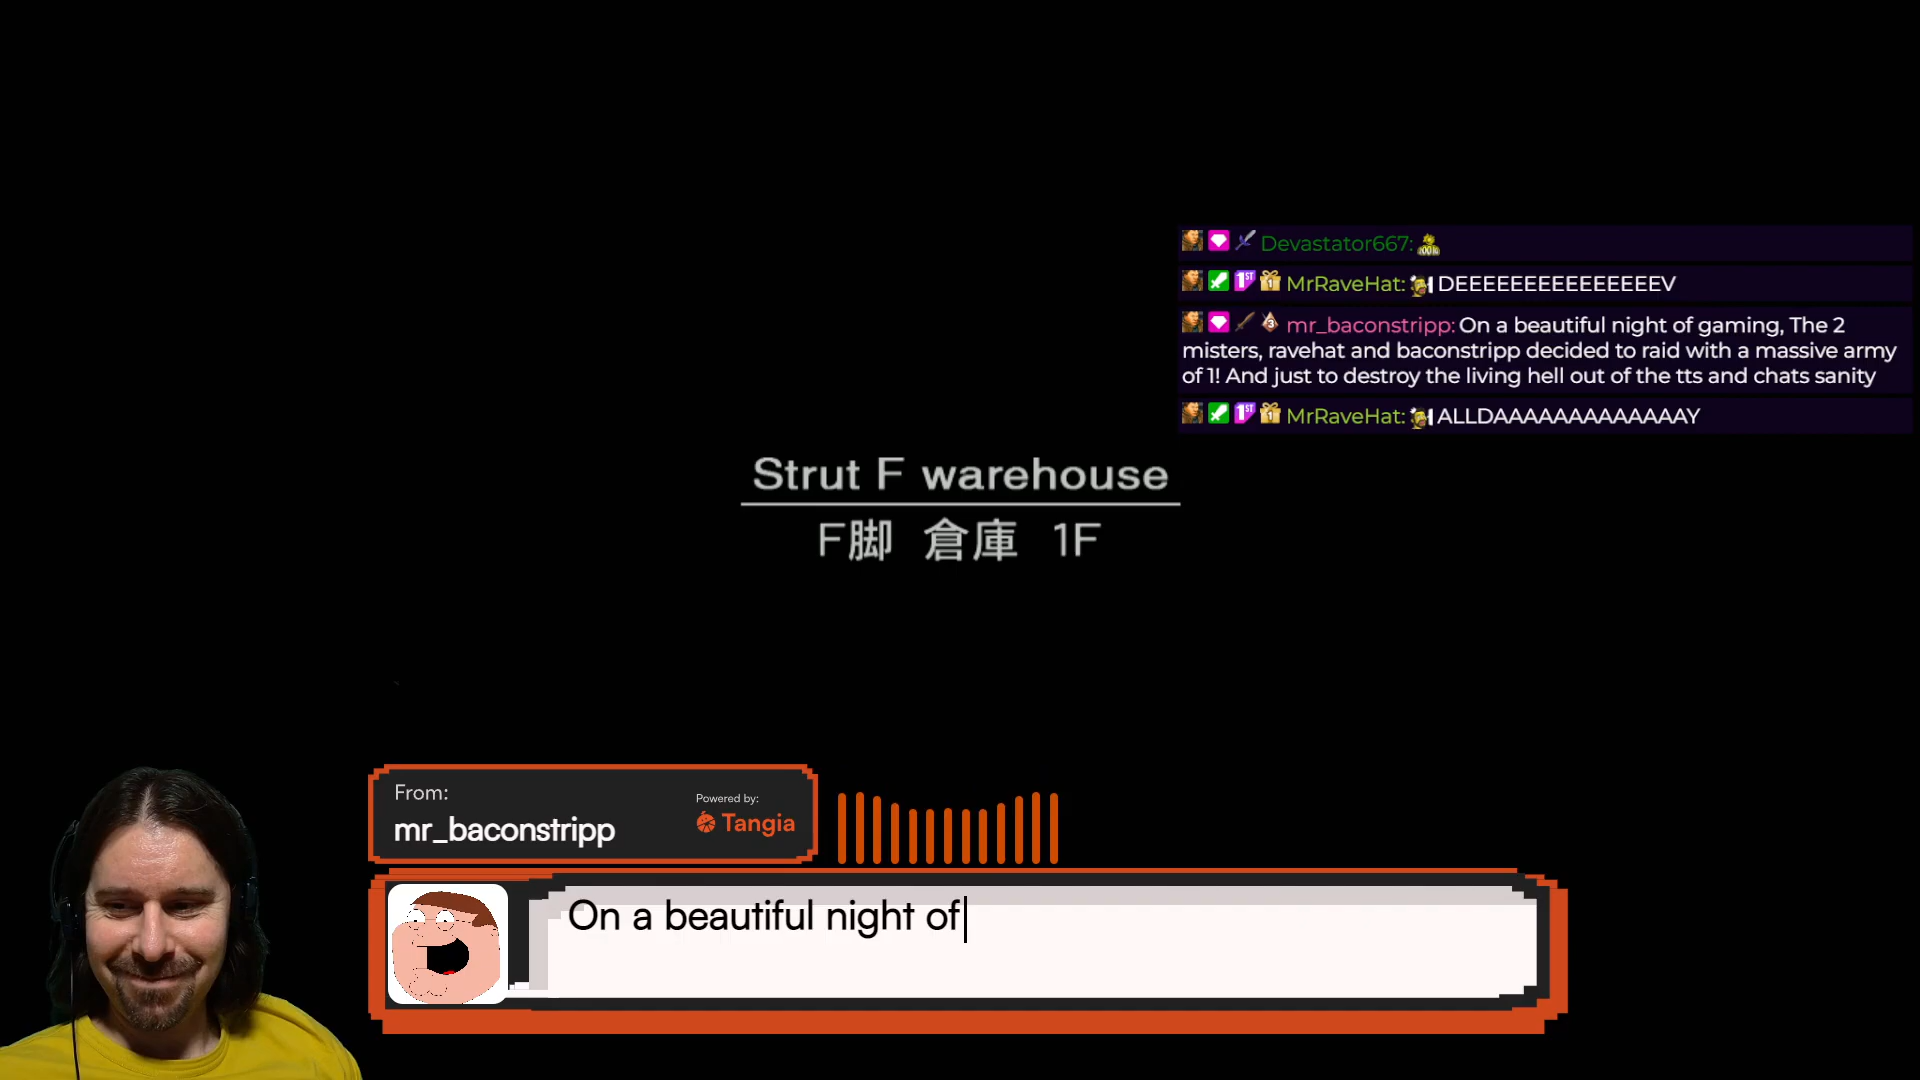 Devastator667:
MrRaveHat: DEEEEEEEEEEEEEEEV
mr_baconstripp: On a beautiful night of gaming, The 2
misters, ravehat and baconstripp decided to raid with a massive army
of 1! And just to destroy the living hell out of the tts and chats sanity
MrRaveHat: ALLDAAAAAAAAAAAAAY
Strut F warehouse
F脚 倉庫 1F
From:
mr_baconstripp
Powered by:
Tangia
On a beautiful night of